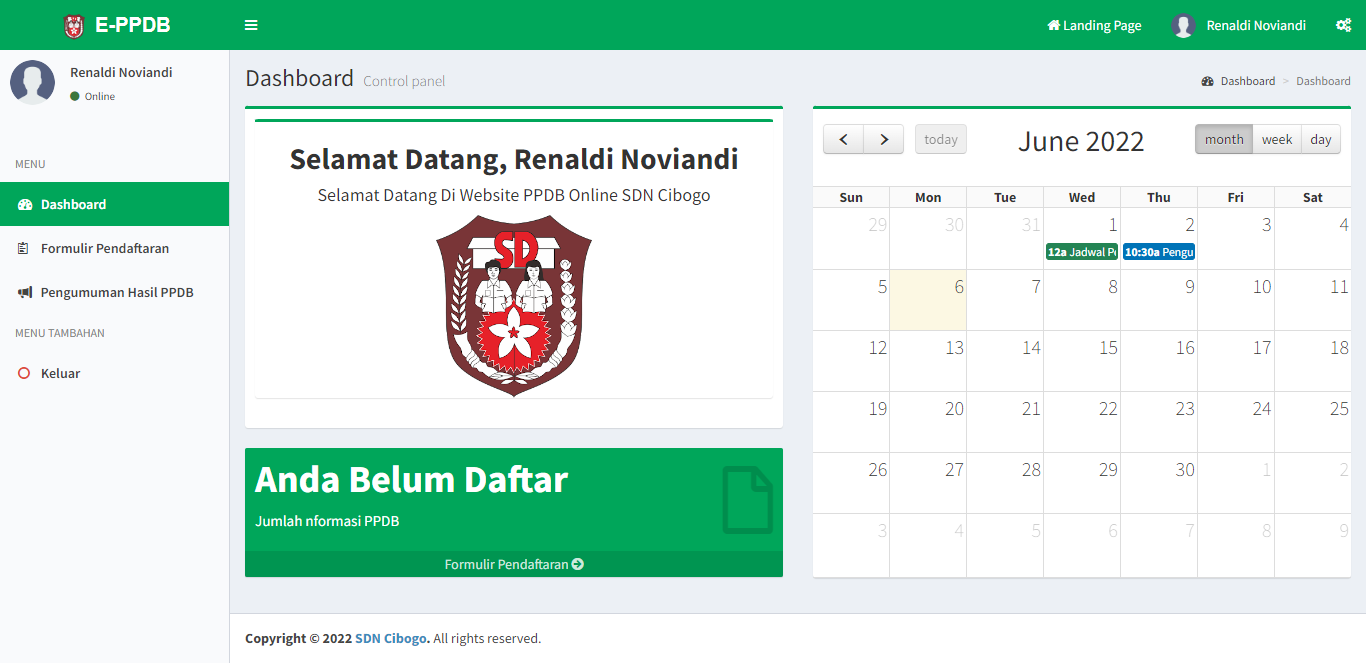 E-PPDB
Landing Page
Renaldi Noviandi
Renaldi Noviandi
Online
MENU
Dashboard
Formulir Pendaftaran
Pengumuman Hasil PPDB
MENU TAMBAHAN
Keluar
Dashboard Control panel
Dashboard > Dashboard
Selamat Datang, Renaldi Noviandi
Selamat Datang Di Website PPDB Online SDN Cibogo
SD
Anda Belum Daftar
Jumlah nformasi PPDB
Formulir Pendaftaran
today
June 2022
month week day
Sun Mon Tue Wed Thu Fri Sat
29 30 31 1 2 3 4
12a Jadwal 10:30a Pengu
5 6 7 8 9 10 11
12 13 14 15 16 17 18
19 20 21 22 23 24 25
26 27 28 29 30 1 2
3 4 5 6 7 8 9
Copyright © 2022 SDN Cibogo. All rights reserved.